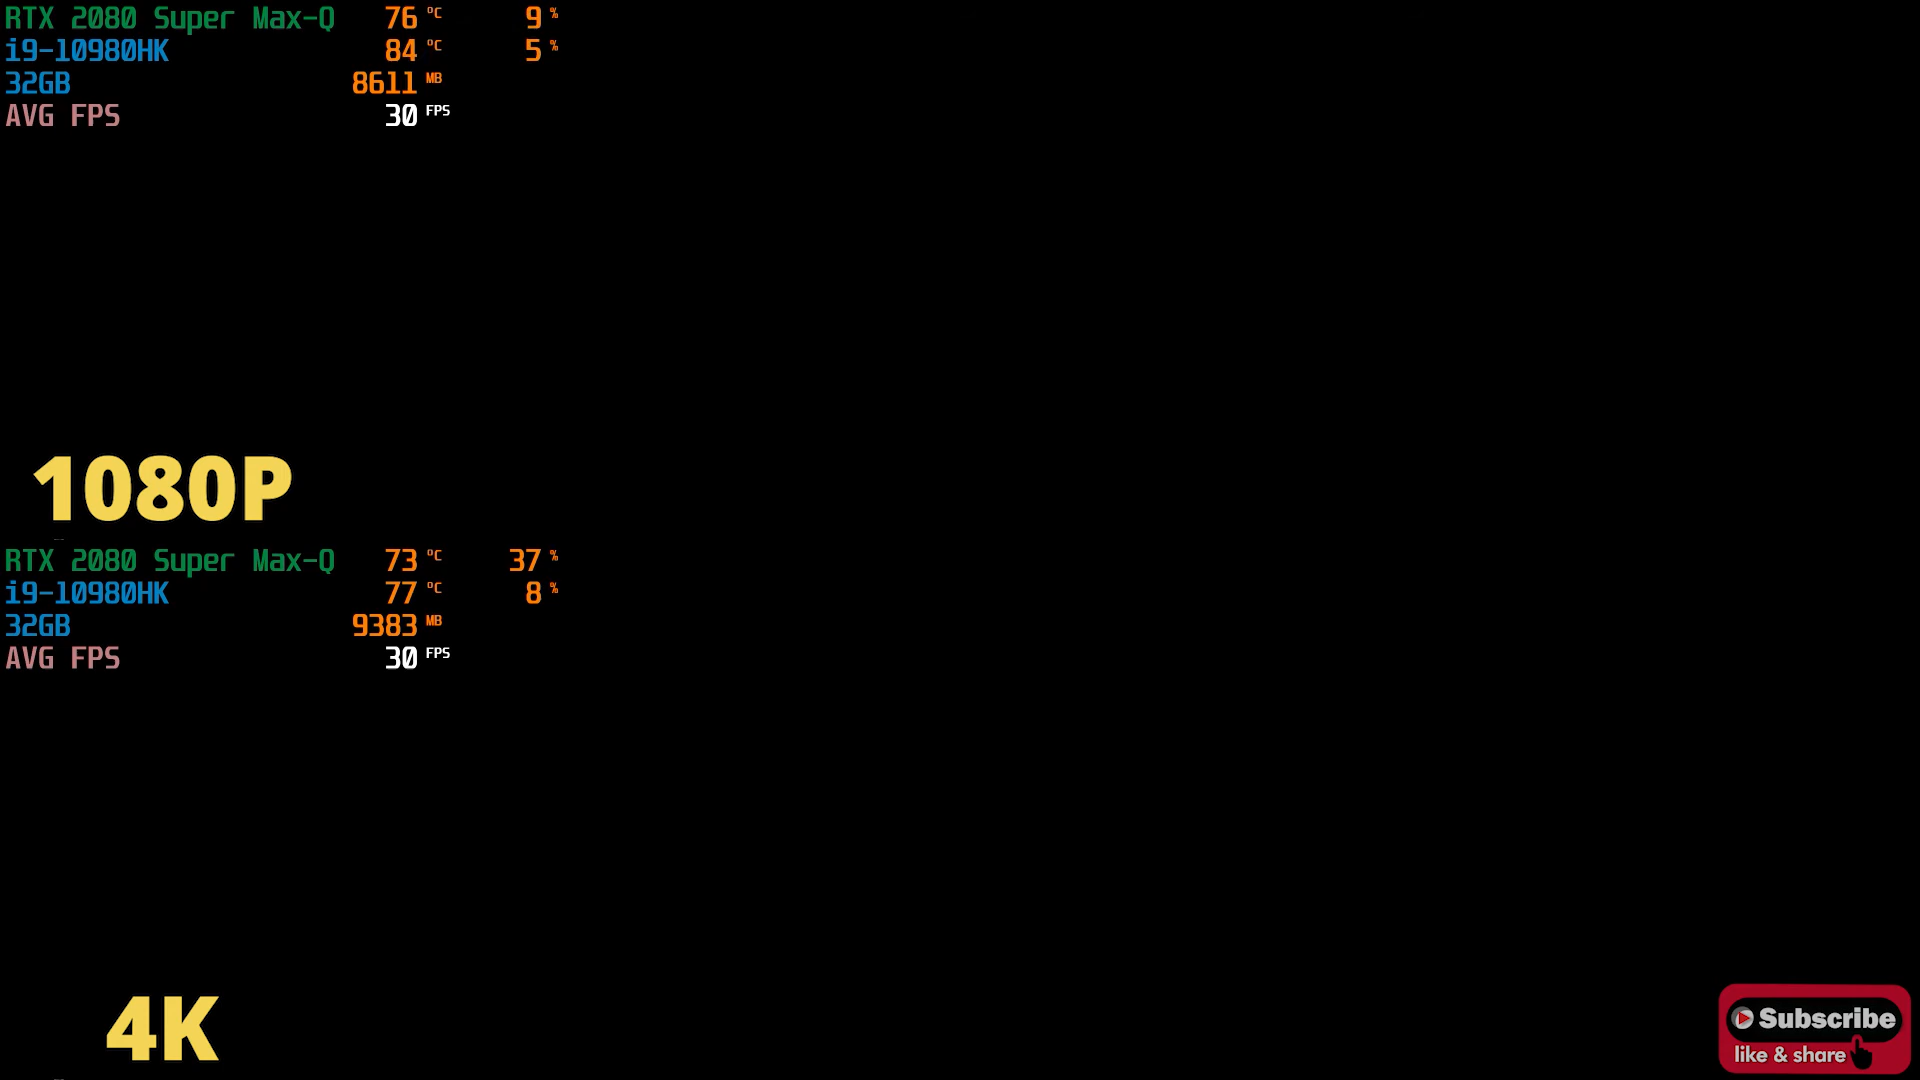 RTX 2080 Super Max-Q 76 °C 9 %
i9-10980HK 84 °C 5 %
32GB 8611 MB
AVG FPS 30 FPS
1080P
RTX 2080 Super Max-Q 73 °C 37 %
i9-10980HK 77 °C 8 %
32GB 9383 MB
AVG FPS 30 FPS
4K
Subscribe
like & share